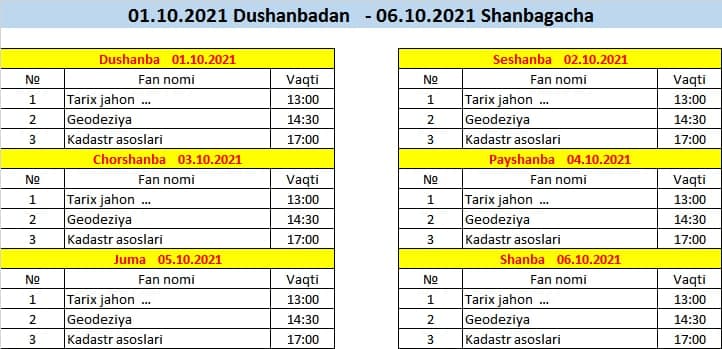 01.10.2021 Dushanbadan - 06.10.2021 Shanbagacha
Dushanba 01.10.2021
№ Fan nomi Vaqti
1 Tarix jahon ... 13:00
2 Geodeziya 14:30
3 Kadastr asoslari 17:00
Seshanba 02.10.2021
№ Fan nomi Vaqti
1 Tarix jahon ... 13:00
2 Geodeziya 14:30
3 Kadastr asoslari 17:00
Chorshanba 03.10.2021
№ Fan nomi Vaqti
1 Tarix jahon ... 13:00
2 Geodeziya 14:30
3 Kadastr asoslari 17:00
Payshanba 04.10.2021
№ Fan nomi Vaqti
1 Tarix jahon ... 13:00
2 Geodeziya 14:30
3 Kadastr asoslari 17:00
Juma 05.10.2021
№ Fan nomi Vaqti
1 Tarix jahon ... 13:00
2 Geodeziya 14:30
3 Kadastr asoslari 17:00
Shanba 06.10.2021
№ Fan nomi Vaqti
1 Tarix jahon ... 13:00
2 Geodeziya 14:30
3 Kadastr asoslari 17:00